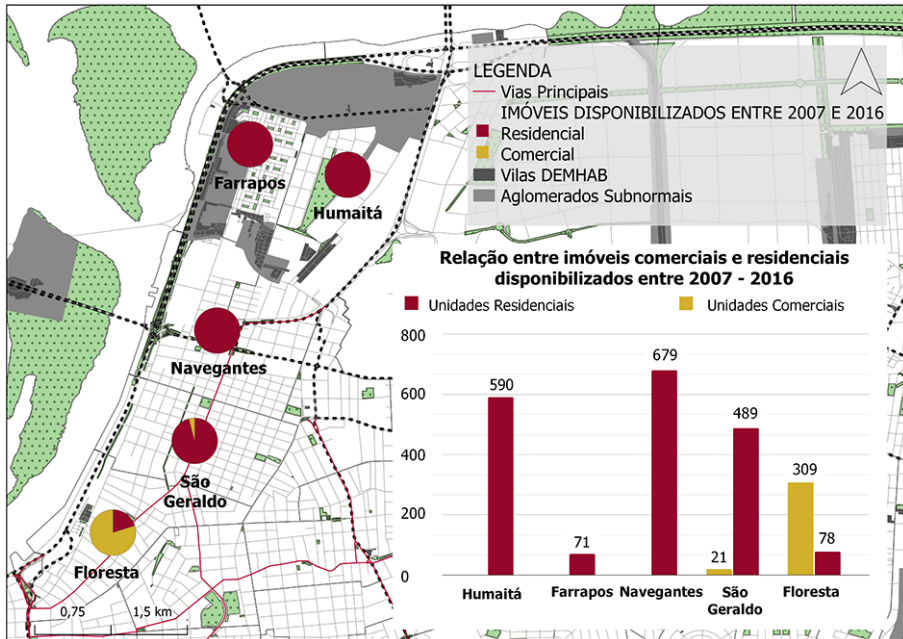 LEGENDA
Vias Principais
IMÓVEIS DISPONIBILIZADOS ENTRE 2007 E 2016
Residencial
Comercial
Vilas DEMHAB
Aglomerados Subnormais
Farrapos
Humaitá
Navegantes
São
Geraldo
Floresta
0,75 1,5 km
Relação entre imóveis comerciais e residenciais
disponibilizados entre 2007 - 2016
Unidades Residenciais Unidades Comerciais
800
600
400
200
0
590
71
679
21
489
309
78
Humaitá
Farrapos
Navegantes
São
Geraldo
Floresta